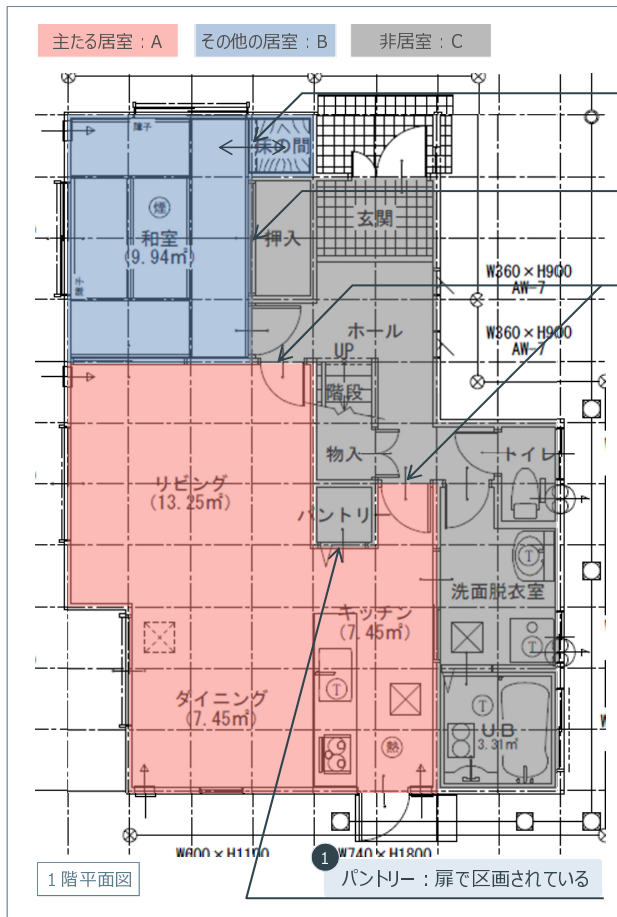 主たる居室：A
その他の居室：B
非居室：C
障子
床の間
煙
和室
(9.94㎡)
押入
玄関
障子
W360×H900
AW-7
ホール
UP
W360×H900
AW-7
階段
物入
トイレ
リビング
(13.25㎡)
パントリー
T
洗面脱衣室
キッチン
(7.45㎡)
T
ダイニング
(7.45㎡)
T
T
UB
3.31㎡
熱
W600×H1100
W740×H1800
1階平面図
1
パントリー：扉で区画されている